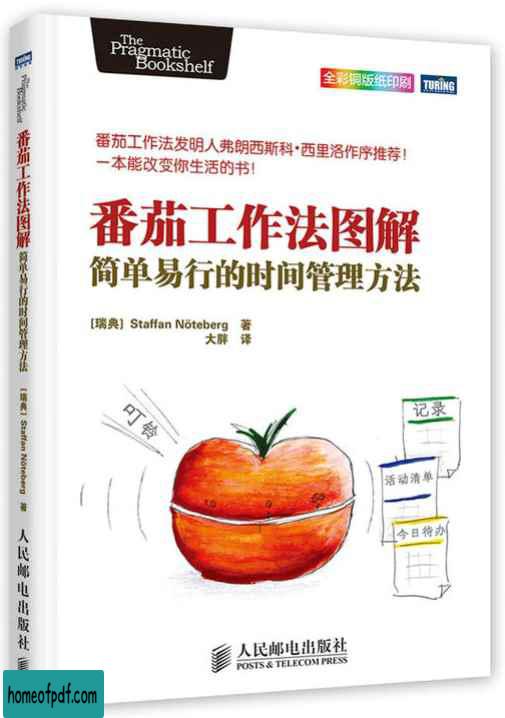 The
Pragmatic
Bookshelf
全彩铜版纸印刷
TURING
番茄工作法发明人弗朗西斯科·西里洛作序推荐!
一本能改变你生活的书!
番茄工作法图解
简单易行的时间管理方法
[瑞典] Staffan Nöteberg 著
大胖 译
叮铃
记录
活动清单
今日待办
人民邮电出版社
POSTS & TELECOM PRESS
The Pragmatic Bookshelf
番茄工作法图解
简单易行的时间管理方法
[瑞典] Staffan Nöteberg 著
人民邮电出版社
homeofpdf.com